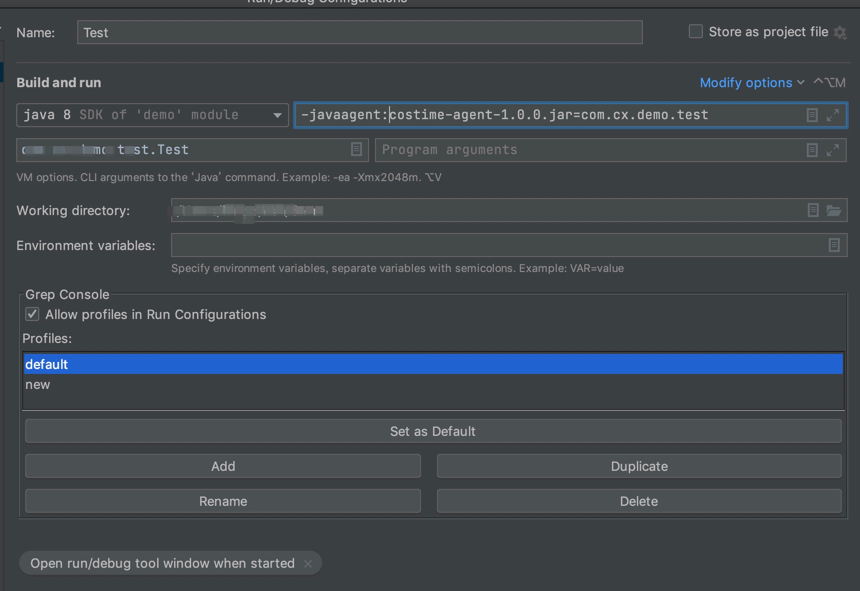 Run/Debug Configurations
Name: Test Store as project file
Build and run Modify options ⌃⌥M
java 8 SDK of 'demo' module -javaagent:costime-agent-1.0.0.jar=com.cx.demo.test
.Test Program arguments
VM options. CLI arguments to the 'Java' command. Example: -ea -Xmx2048m. ⌥V
Working directory:
Environment variables:
Specify environment variables, separate variables with semicolons. Example: VAR=value
Grep Console
Allow profiles in Run Configurations
Profiles:
default
new
Set as Default
Add Duplicate
Rename Delete
Open run/debug tool window when started ×